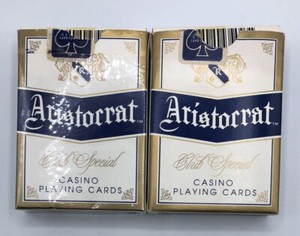 Aristocrat
Club Special
CASINO
PLAYING CARDS
Aristocrat
Club Special
CASINO
PLAYING CARDS